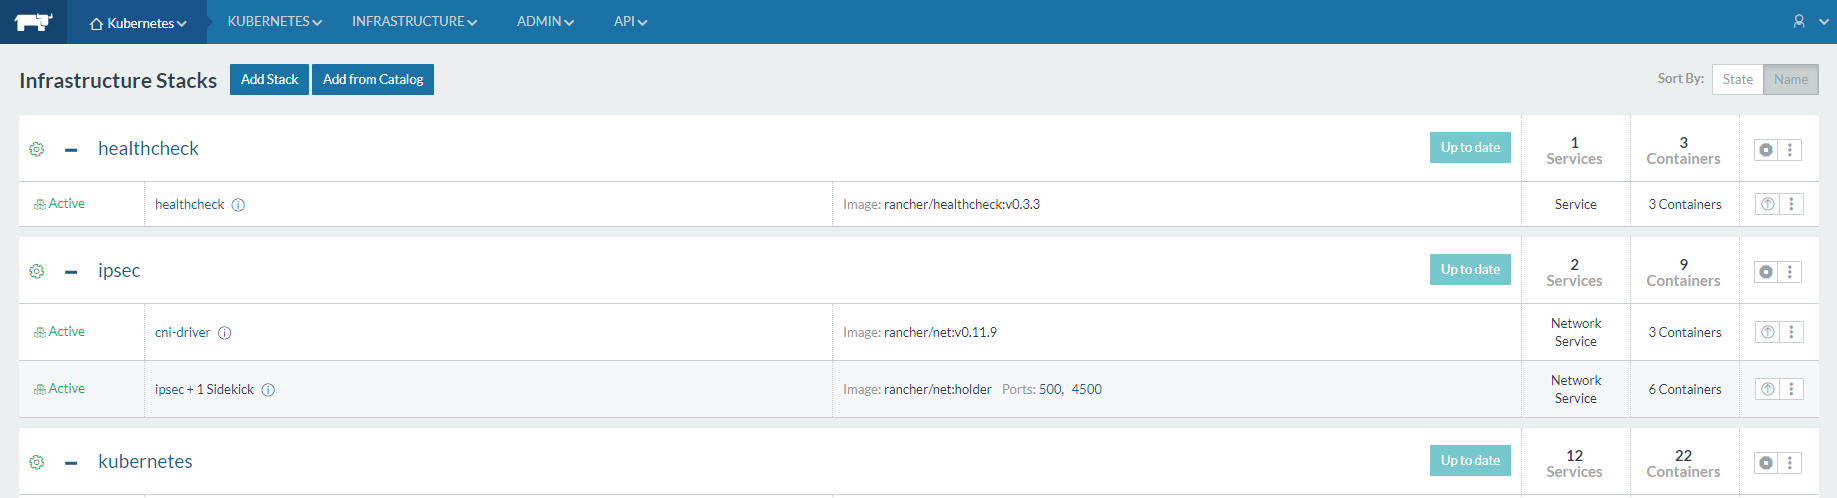 Kubernetes KUBERNETES INFRASTRUCTURE ADMIN API
Infrastructure Stacks Add Stack Add from Catalog Sort By: State Name
healthcheck Up to date 1 Services 3 Containers
Active healthcheck Image: rancher/healthcheck:v0.3.3 Service 3 Containers
ipsec Up to date 2 Services 9 Containers
Active cni-driver Image: rancher/net:v0.11.9 Network Service 3 Containers
Active ipsec + 1 Sidekick Image: rancher/net:holder Ports: 500, 4500 Network Service 6 Containers
kubernetes Up to date 12 Services 22 Containers